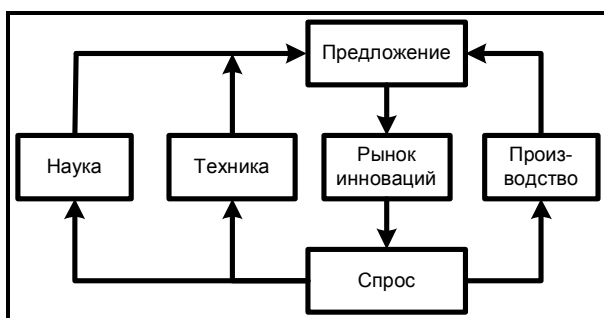 Предложение
Наука
Техника
Рынок
инноваций
Произ-
водство
Спрос